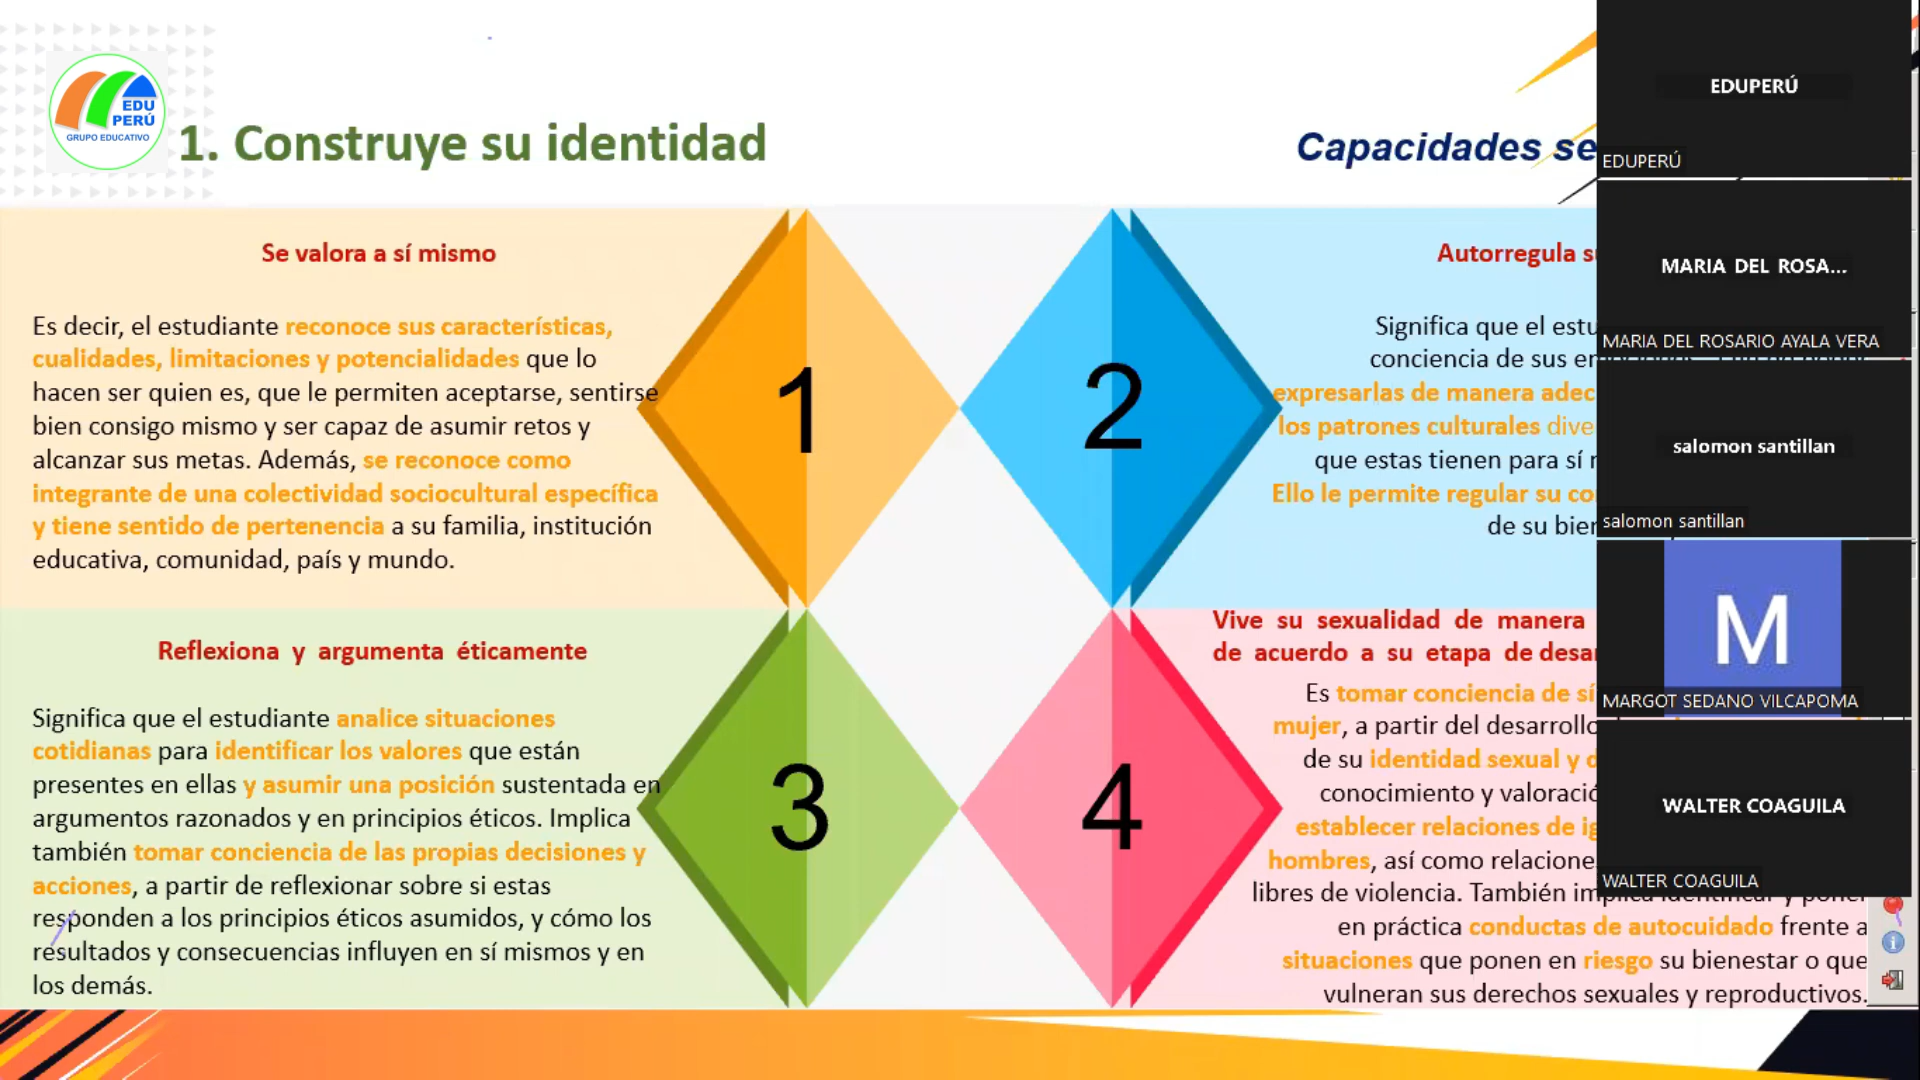 EDU
PERÚ
GRUPO EDUCATIVO
1. Construye su identidad
Capacidades se
Se valora a sí mismo
Es decir, el estudiante reconoce sus características,
cualidades, limitaciones y potencialidades que lo
hacen ser quien es, que le permiten aceptarse, sentirse
bien consigo mismo y ser capaz de asumir retos y
alcanzar sus metas. Además, se reconoce como
integrante de una colectividad sociocultural específica
y tiene sentido de pertenencia a su familia, institución
educativa, comunidad, país y mundo.
1
2
Autorregula s
Significa que el estu
conciencia de sus em
expresarlas de manera adec
los patrones culturales dive
que estas tienen para sí
Ello le permite regular su co
de su bien
Reflexiona y argumenta éticamente
Significa que el estudiante analice situaciones
cotidianas para identificar los valores que están
presentes en ellas y asumir una posición sustentada en
argumentos razonados y en principios éticos. Implica
también tomar conciencia de las propias decisiones y
acciones, a partir de reflexionar sobre si estas
responden a los principios éticos asumidos, y cómo los
resultados y consecuencias influyen en sí mismos y en
los demás.
3
4
Vive su sexualidad de manera
de acuerdo a su etapa de desar
Es tomar conciencia de sí
mujer, a partir del desarrollo
de su identidad sexual y d
conocimiento y valoració
establecer relaciones de ig
hombres, así como relacione
libres de violencia. También implica identificar y poner
en práctica conductas de autocuidado frente a
situaciones que ponen en riesgo su bienestar o que
vulneran sus derechos sexuales y reproductivos.
EDUPERÚ
EDUPERÚ
MARIA DEL ROSA...
MARIA DEL ROSARIO AYALA VERA
salomon santillan
salomon santillan
M
MARGOT SEDANO VILCAPOMA
WALTER COAGUILA
WALTER COAGUILA